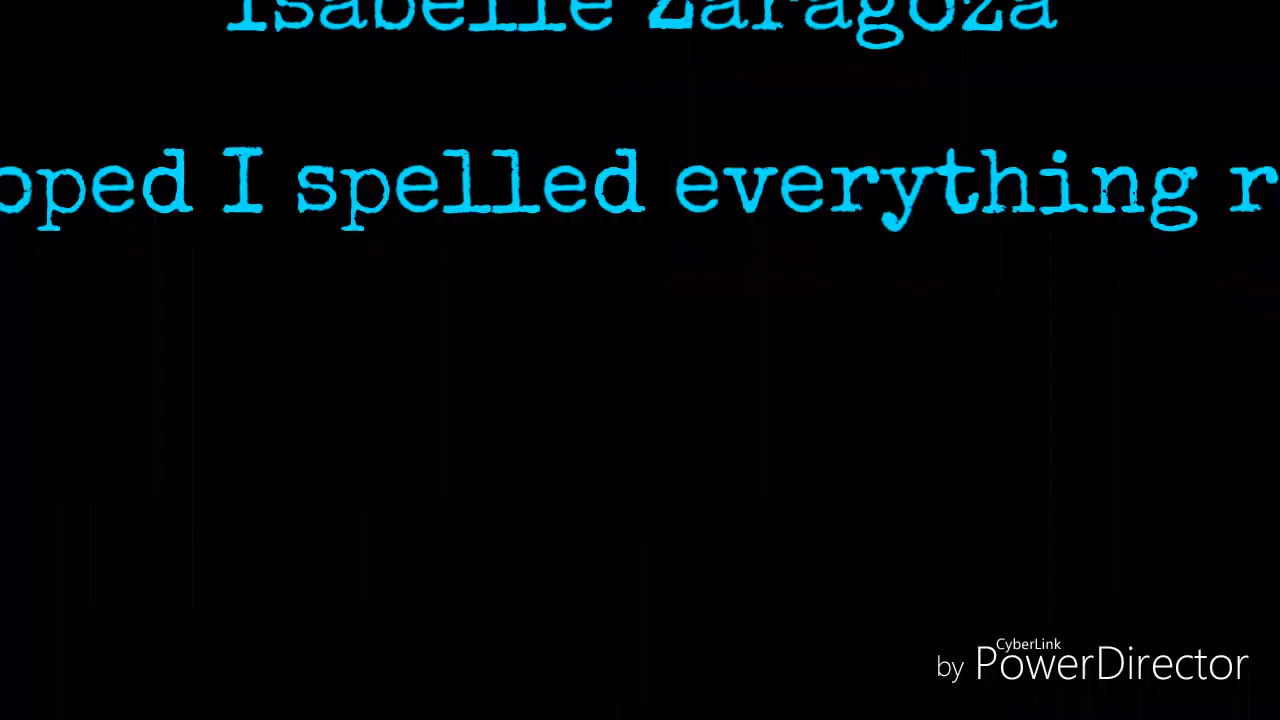 Isabelle Zaragoza
oped I spelled everything r
CyberLink
by PowerDirector